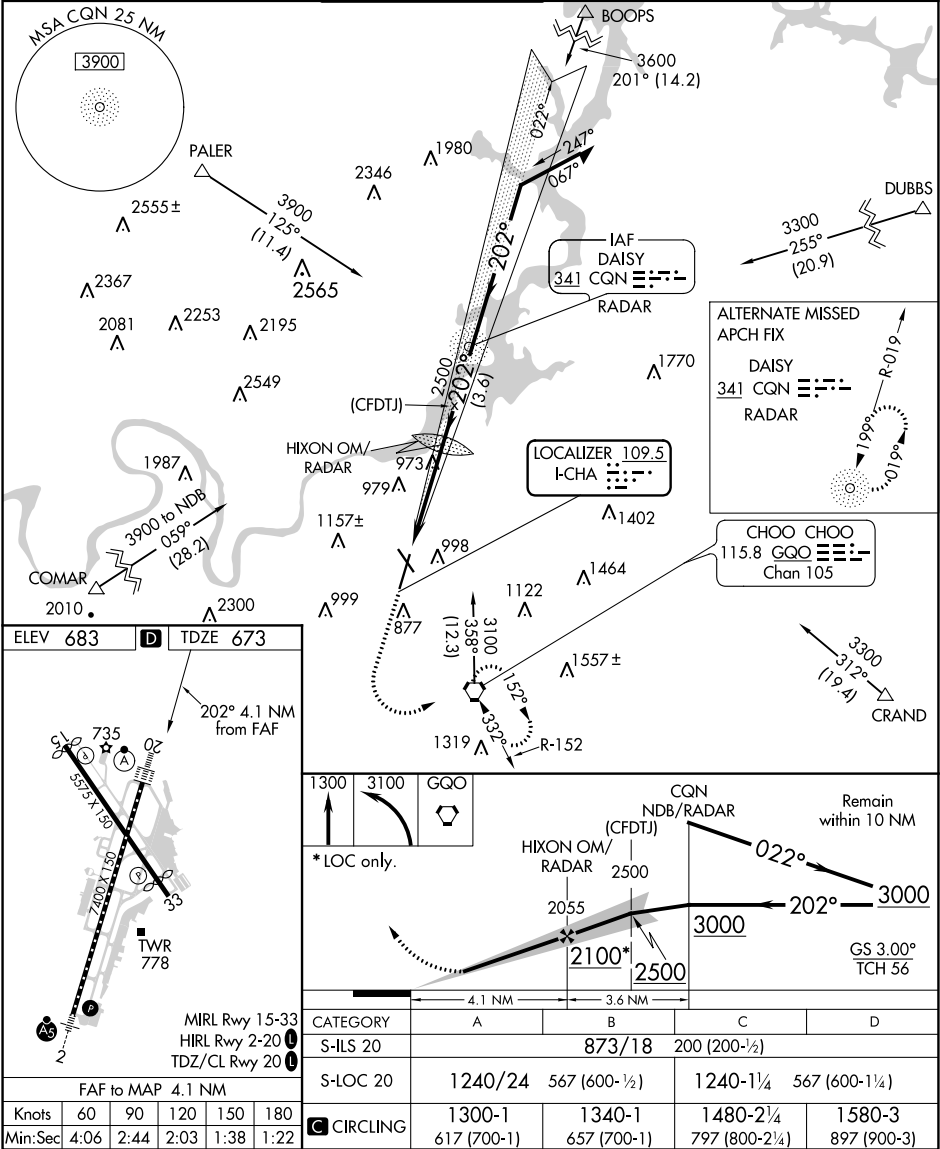 MSA CQN 25 NM
3900
BOOPS
3600
201° (14.2)
022°
247°
067°
1980
2346
PALER
3900
125°
(11.4)
2555±
2565
2367
2081
2253
2195
2549
202°
IAF
DAISY
341 CQN
RADAR
DUBBS
3300
255°
(20.9)
ALTERNATE MISSED
APCH FIX
DAISY
341 CQN
RADAR
R-019
199°
019°
1770
2500
202°
(3.6)
(CFDTJ)
HIXON OM/
RADAR
973
979
LOCALIZER 109.5
I-CHA
1987
3900 to NDB
059°
(28.2)
COMAR
2010
2300
1157±
998
999
877
1402
1464
1122
CHOO CHOO
115.8 GQO
Chan 105
3100
358°
(12.3)
1557±
152°
332°
R-152
1319
3300
312°
(19.4)
CRAND
ELEV 683
D
TDZE 673
202° 4.1 NM
from FAF
735
A
P
15
20
5575 X 150
7400 X 150
P
33
TWR
778
P
A5
2
MIRL Rwy 15-33
HIRL Rwy 2-20 L
TDZ/CL Rwy 20 L
FAF to MAP 4.1 NM
Knots 60 90 120 150 180
Min:Sec 4:06 2:44 2:03 1:38 1:22
1300
3100
GQO
*LOC only.
CQN
NDB/RADAR
Remain
within 10 NM
(CFDTJ)
HIXON OM/
RADAR
2500
2055
022°
3000
202°
3000
2100*
2500
GS 3.00°
TCH 56
4.1 NM
3.6 NM
CATEGORY A B C D
S-ILS 20 873/18 200 (200-½)
S-LOC 20 1240/24 567 (600-½) 1240-1¼ 567 (600-1¼)
C CIRCLING 1300-1 1340-1 1480-2¼ 1580-3
617 (700-1) 657 (700-1) 797 (800-2¼) 897 (900-3)